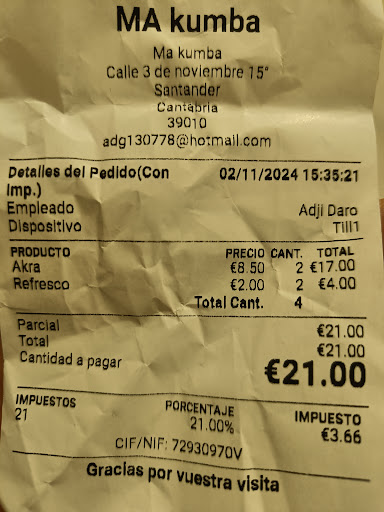 MA kumba
Ma kumba
Calle 3 de noviembre 15°
Santander
Cantabria
39010
adg130778@hotmail.com
Detalles del Pedido(Con 02/11/2024 15:35:21
Imp.)
Empleado Adji Daro
Dispositivo Till1
PRODUCTO PRECIO CANT. TOTAL
Akra €8.50 2 €17.00
Refresco €2.00 2 €4.00
Total Cant. 4
Parcial €21.00
Total €21.00
Cantidad a pagar €21.00
IMPUESTOS PORCENTAJE IMPUESTO
21 21.00% €3.66
CIF/NIF: 72930970V
Gracias por vuestra visita